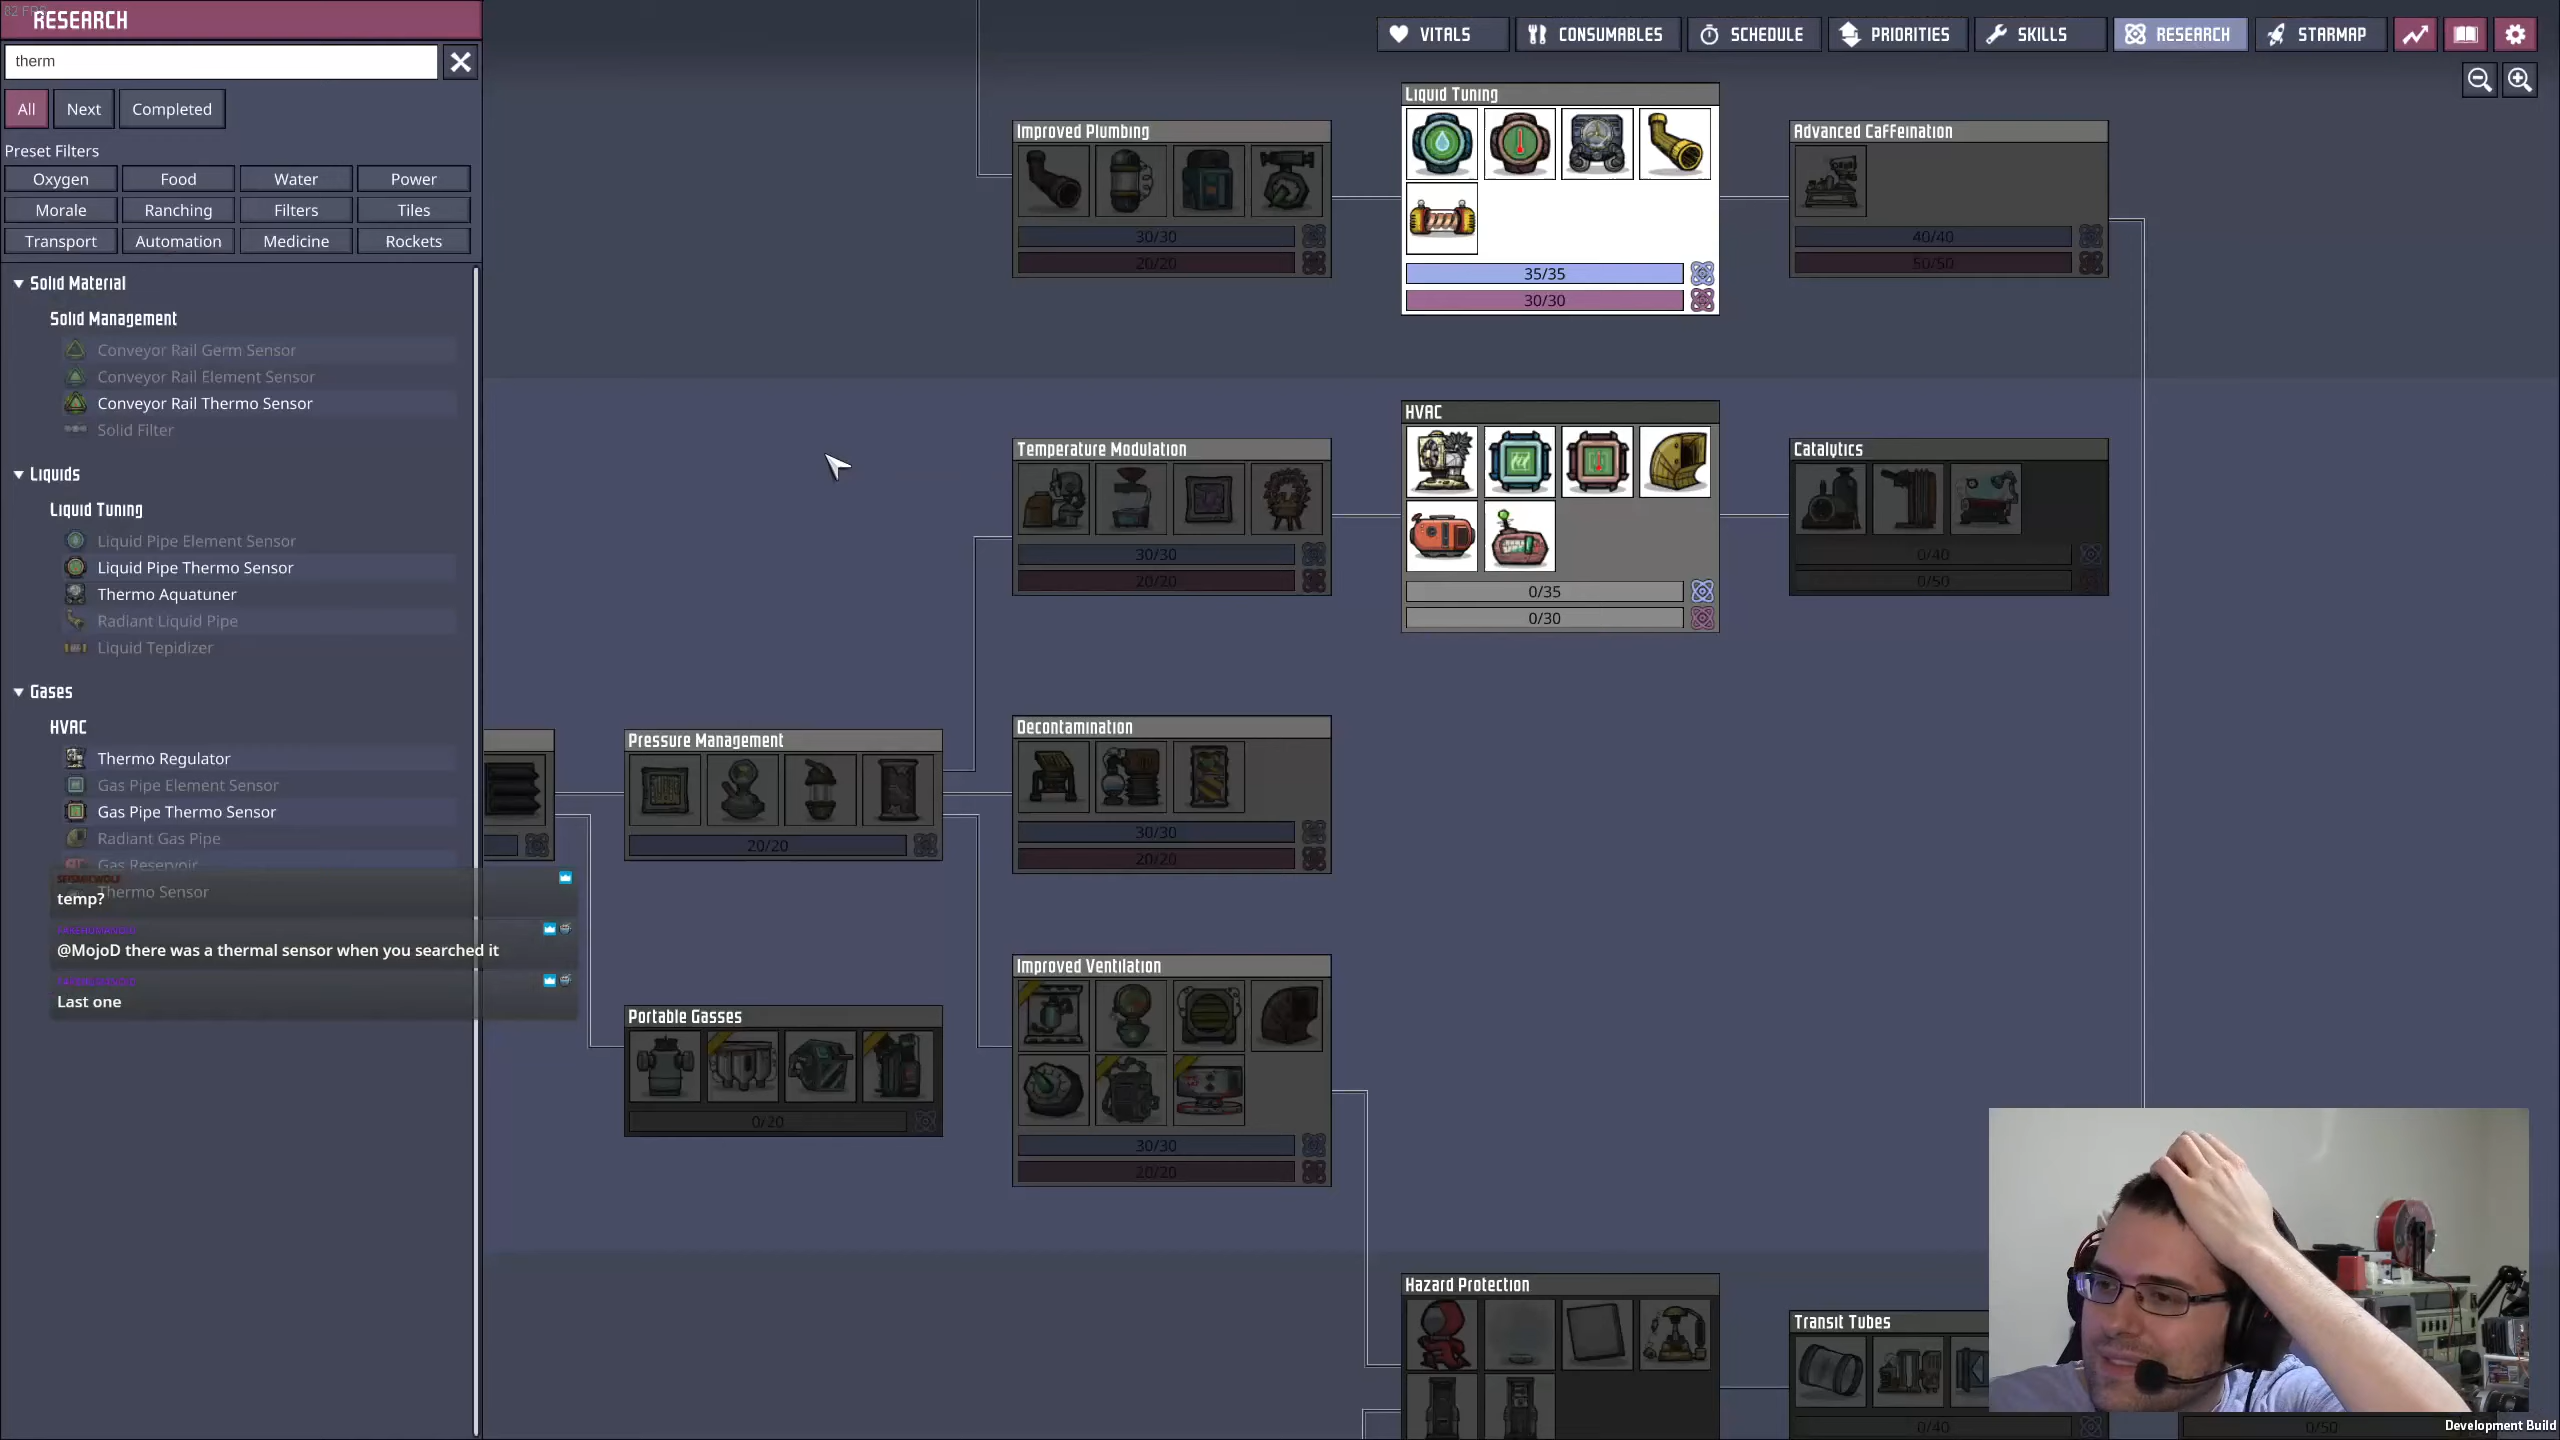 82 FPS
RESEARCH
therm
All
Next
Completed
Preset Filters
Oxygen
Food
Water
Power
Morale
Ranching
Filters
Tiles
Transport
Automation
Medicine
Rockets
Solid Material
Solid Management
Conveyor Rail Germ Sensor
Conveyor Rail Element Sensor
Conveyor Rail Thermo Sensor
Solid Filter
Liquids
Liquid Tuning
Liquid Pipe Element Sensor
Liquid Pipe Thermo Sensor
Thermo Aquatuner
Radiant Liquid Pipe
Liquid Tepidizer
Gases
HVAC
Thermo Regulator
Gas Pipe Element Sensor
Gas Pipe Thermo Sensor
Radiant Gas Pipe
Gas Reservoir
Thermo Sensor
temp?
@MojoD there was a thermal sensor when you searched it
Last one
VITALS
CONSUMABLES
SCHEDULE
PRIORITIES
SKILLS
RESEARCH
STARMAP
Improved Plumbing
30/30
20/20
Liquid Tuning
35/35
30/30
Advanced Caffeination
40/40
50/50
Temperature Modulation
30/30
20/20
HVAC
0/35
0/30
Catalytics
0/40
0/50
Pressure Management
20/20
Decontamination
30/30
20/20
Improved Ventilation
30/30
20/20
Portable Gasses
0/20
Hazard Protection
Transit Tubes
0/40
0/50
Development Build